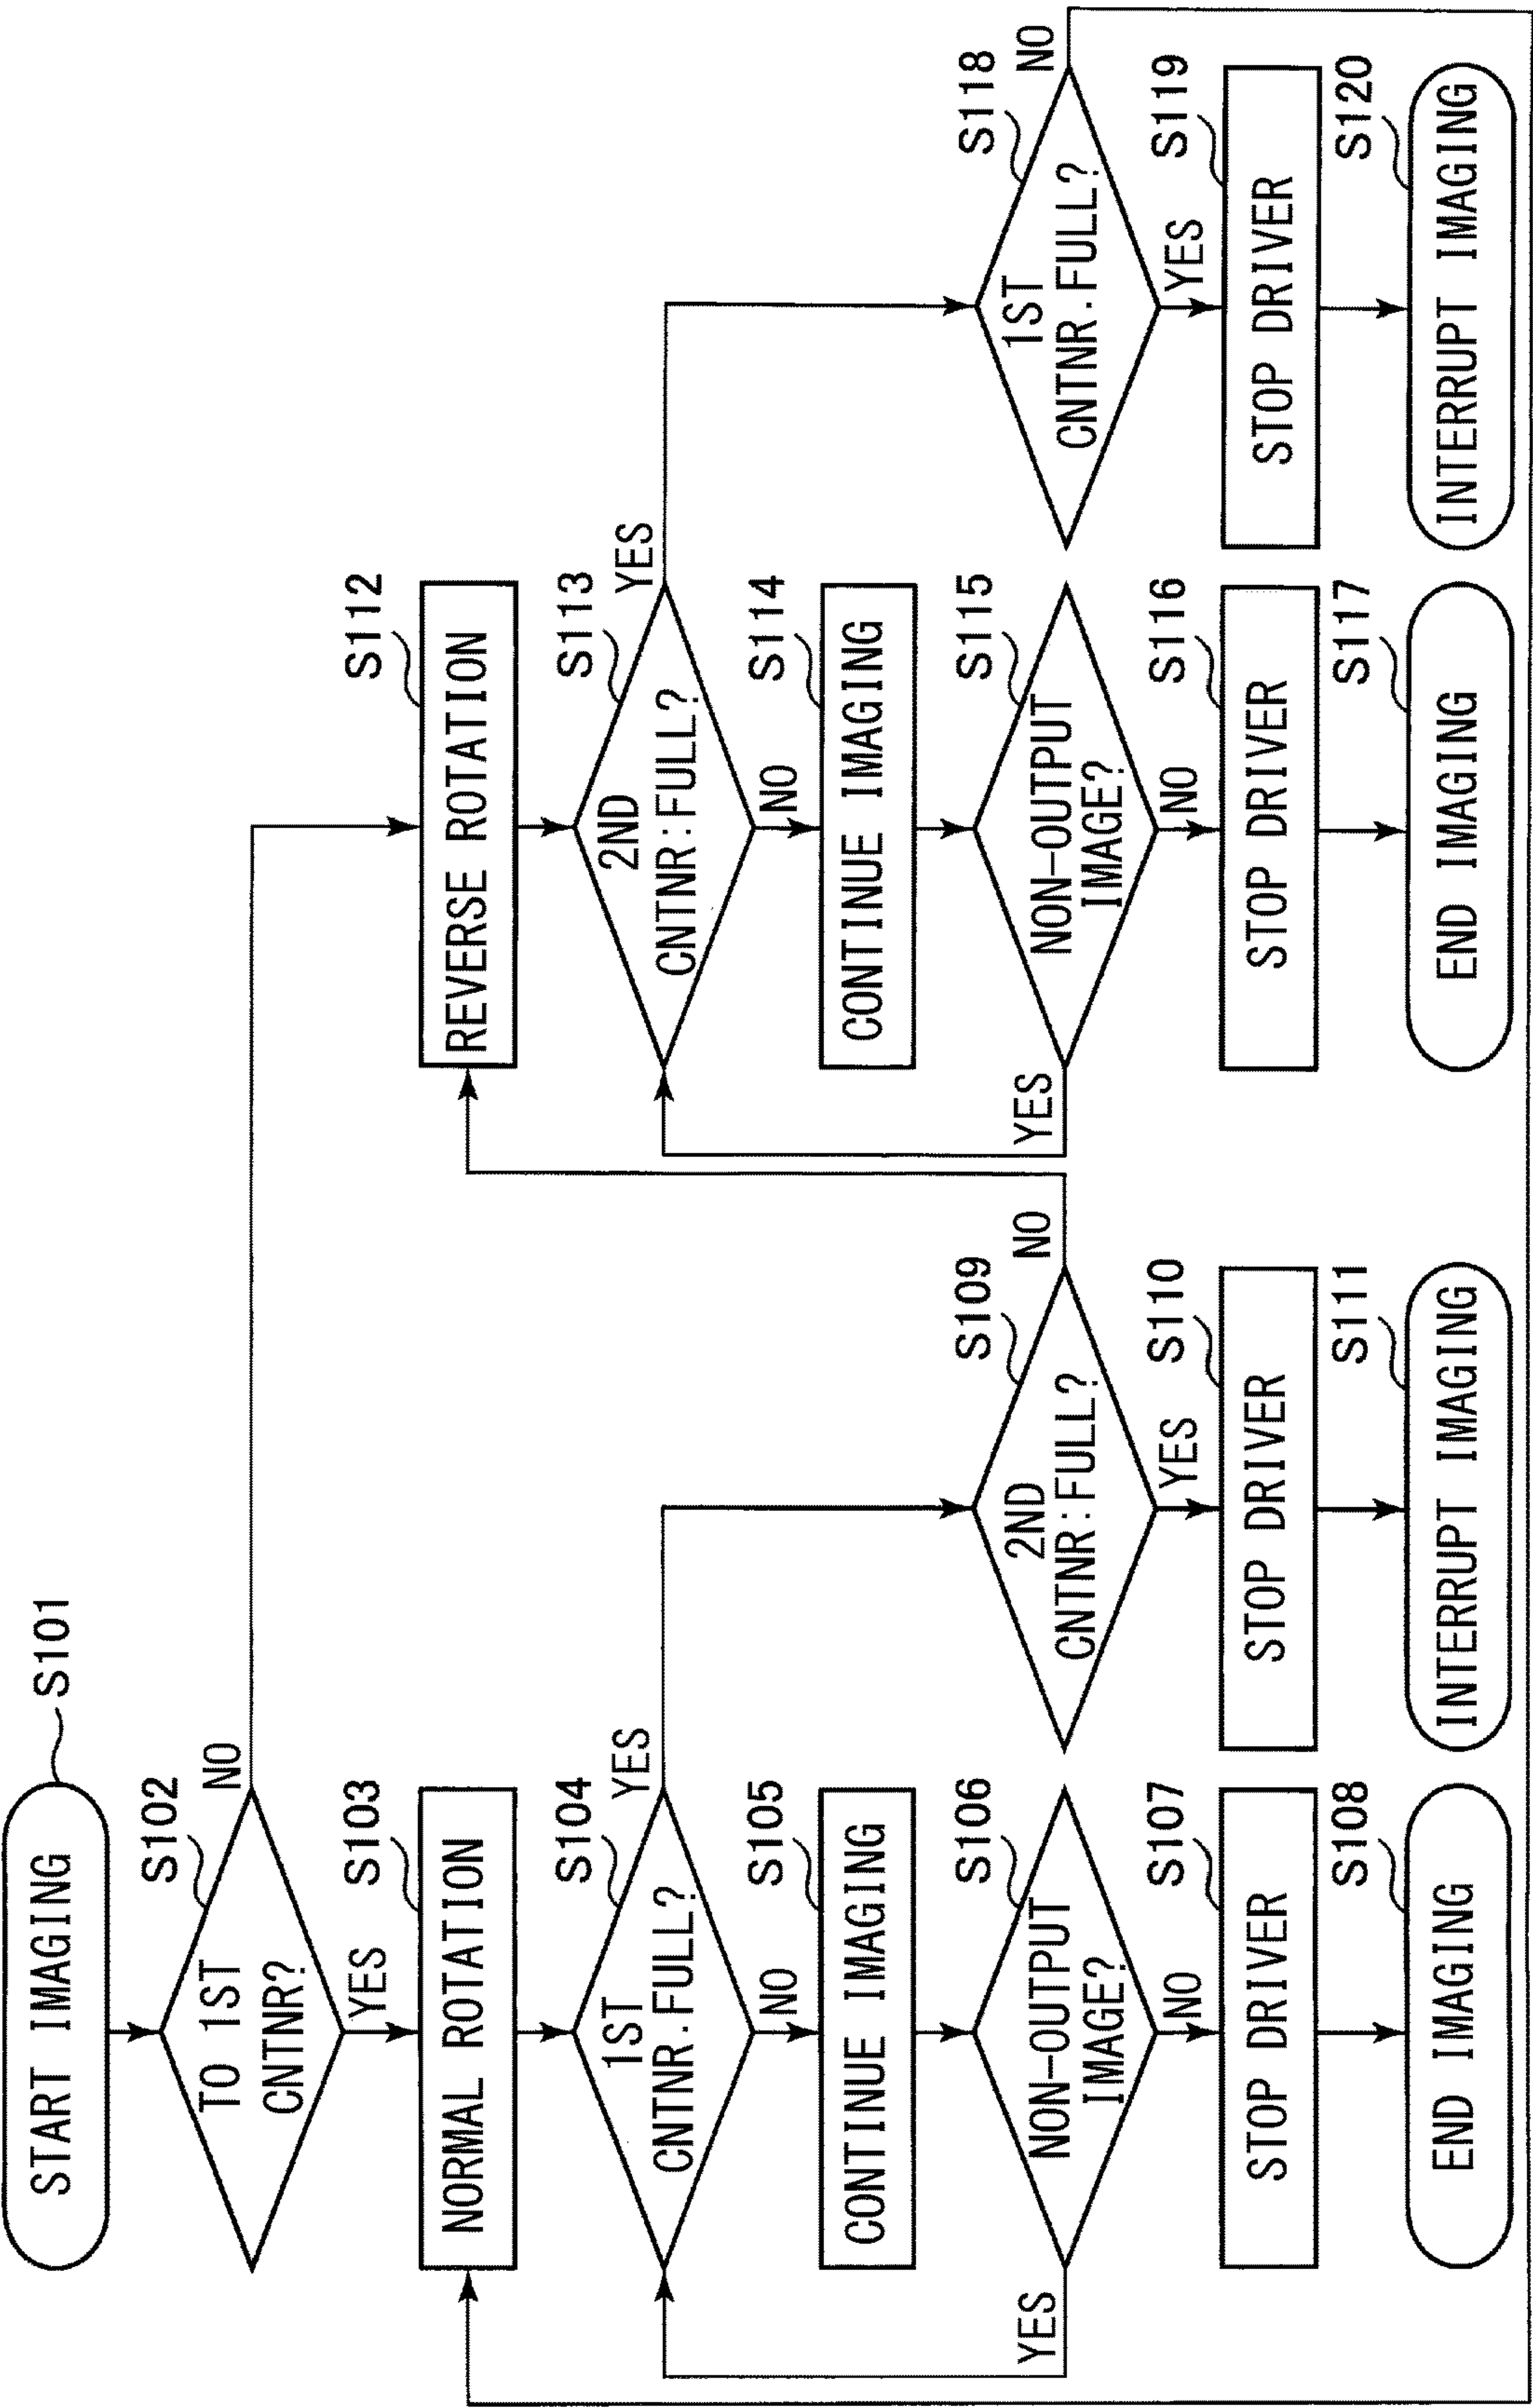 S101
START IMAGING
S102
TO 1ST
CNTNR?
NO
YES
S103
NORMAL ROTATION
S104
1ST
CNTNR.FULL?
YES
NO
S105
CONTINUE IMAGING
S106
NON-OUTPUT
IMAGE?
YES
NO
S107
STOP DRIVER
S108
END IMAGING
S109
2ND
CNTNR:FULL?
NO
YES
S110
STOP DRIVER
S111
INTERRUPT IMAGING
S112
REVERSE ROTATION
S113
2ND
CNTNR:FULL?
YES
NO
S114
CONTINUE IMAGING
S115
NON-OUTPUT
IMAGE?
YES
NO
S116
STOP DRIVER
S117
END IMAGING
S118
1ST
CNTNR.FULL?
NO
YES
S119
STOP DRIVER
S120
INTERRUPT IMAGING